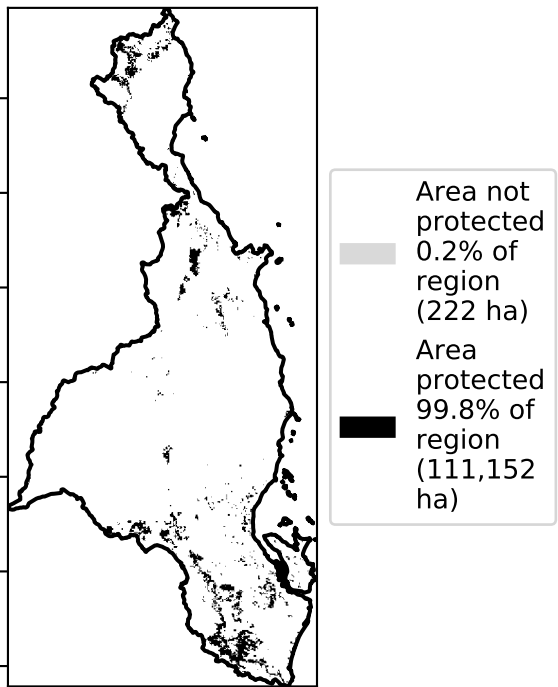 Area not
protected
0.2% of
region
(222 ha)
Area
protected
99.8% of
region
(111,152
ha)